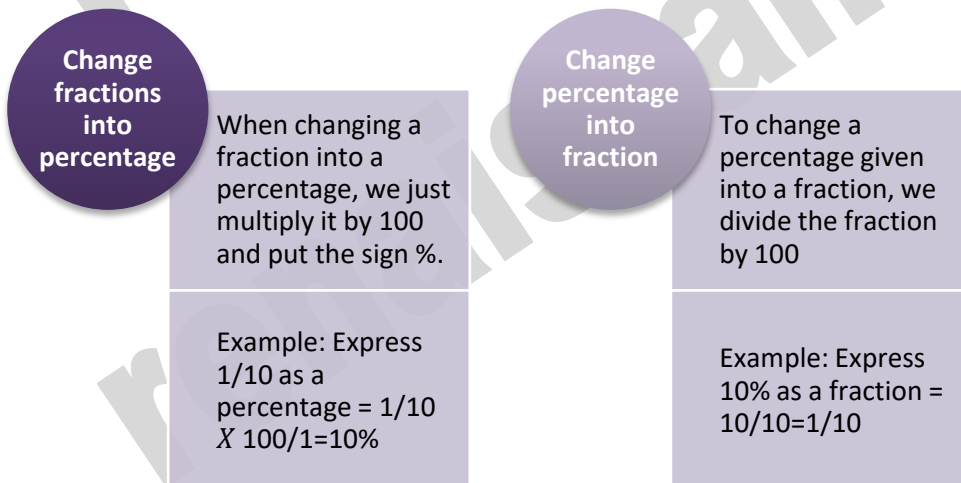 Change
fractions
into
percentage
When changing a
fraction into a
percentage, we just
multiply it by 100
and put the sign %.
Example: Express
1/10 as a
percentage = 1/10
X 100/1=10%
Change
percentage
into
fraction
To change a
percentage given
into a fraction, we
divide the fraction
by 100
Example: Express
10% as a fraction =
10/10=1/10